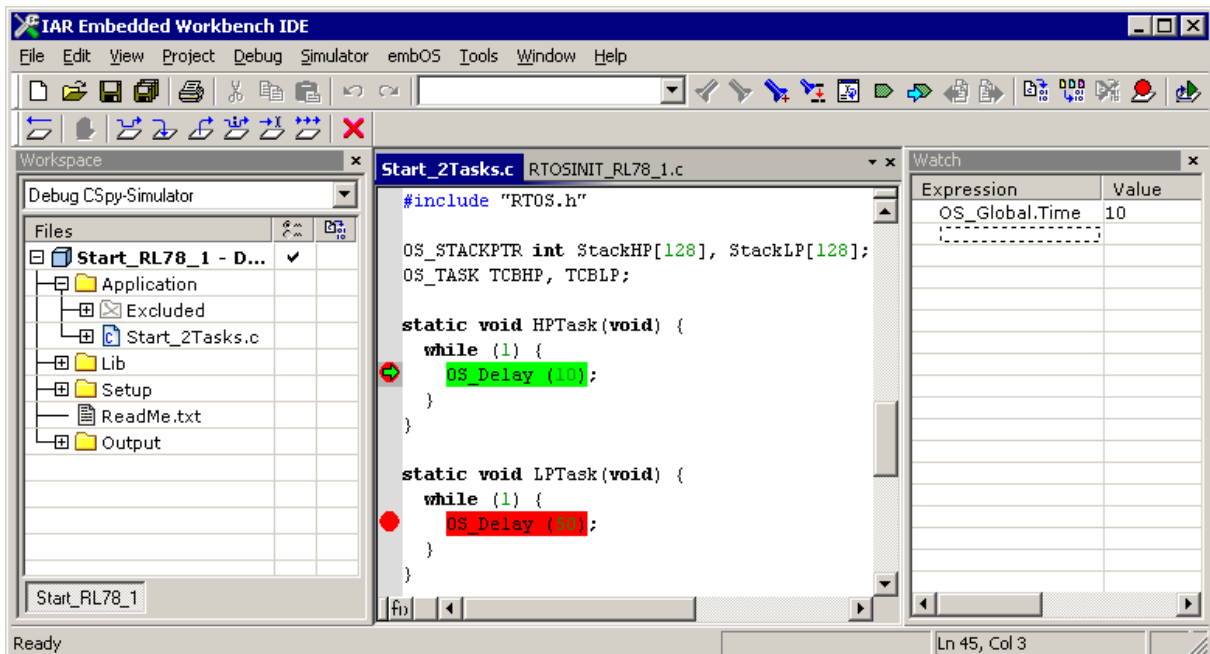 IAR Embedded Workbench IDE
File Edit View Project Debug Simulator embOS Tools Window Help
Workspace
Debug CSpy-Simulator
Files
Start_RL78_1 - D...
Application
Excluded
Start_2Tasks.c
Lib
Setup
ReadMe.txt
Output
Start_RL78_1
Start_2Tasks.c RTOSINIT_RL78_1.c
#include "RTOS.h"
OS_STACKPTR int StackHP[128], StackLP[128];
OS_TASK TCBHP, TCBLP;
static void HPTask(void) {
while (1) {
OS_Delay (10);
}
}
static void LPTask(void) {
while (1) {
OS_Delay (50);
}
}
Watch
Expression Value
OS_Global.Time 10
Ready
Ln 45, Col 3